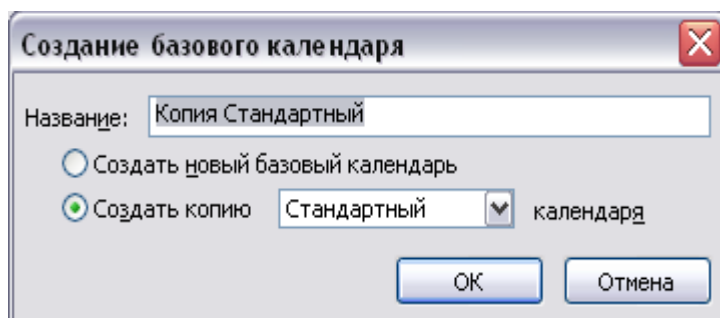 Создание базового календаря
Название: Копия Стандартный
Создать новый базовый календарь
Создать копию Стандартный календаря
ОК Отмена